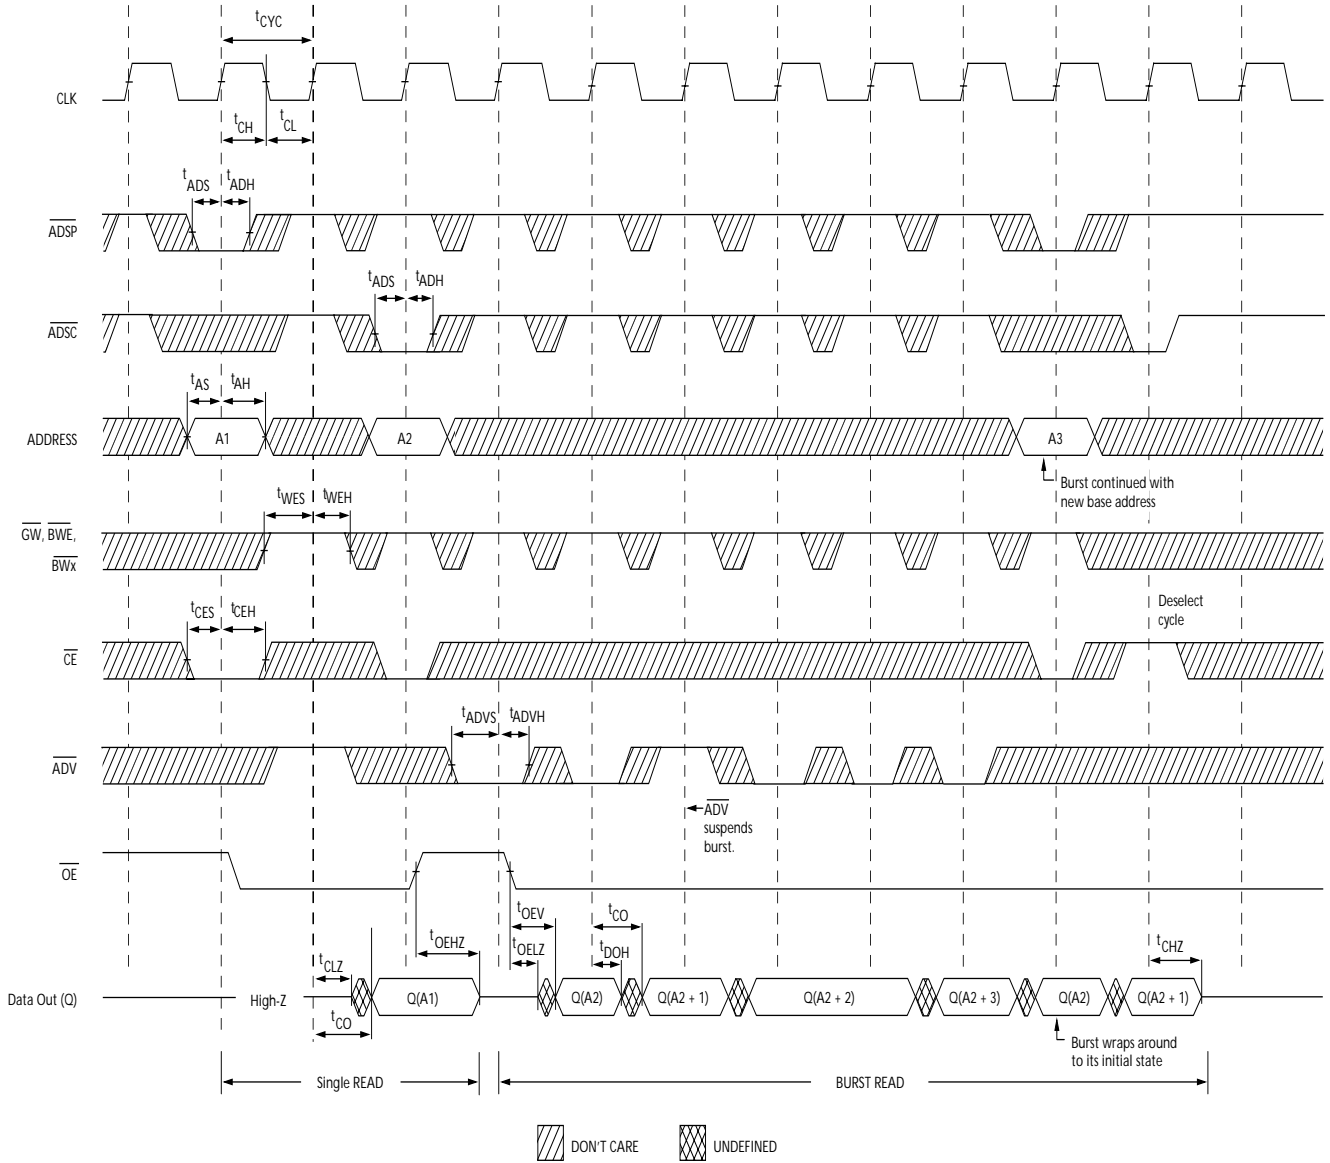 tCYC
CLK
tCH
tCL
tADS
tADH
ADSP
tADS
tADH
ADSC
tAS
tAH
ADDRESS
A1
A2
A3
Burst continued with
new base address
tWES
tWEH
GW, BWE,
BWx
Deselect
cycle
tCES
tCEH
CE
tADVS
tADVH
ADV
ADV
suspends
burst.
OE
tOEV
tCO
tOEHZ
tOELZ
tDOH
tCHZ
tCLZ
Data Out (Q)
High-Z
Q(A1)
Q(A2)
Q(A2 + 1)
Q(A2 + 2)
Q(A2 + 3)
Q(A2)
Q(A2 + 1)
tCO
Burst wraps around
to its initial state
Single READ
BURST READ
DON'T CARE
UNDEFINED